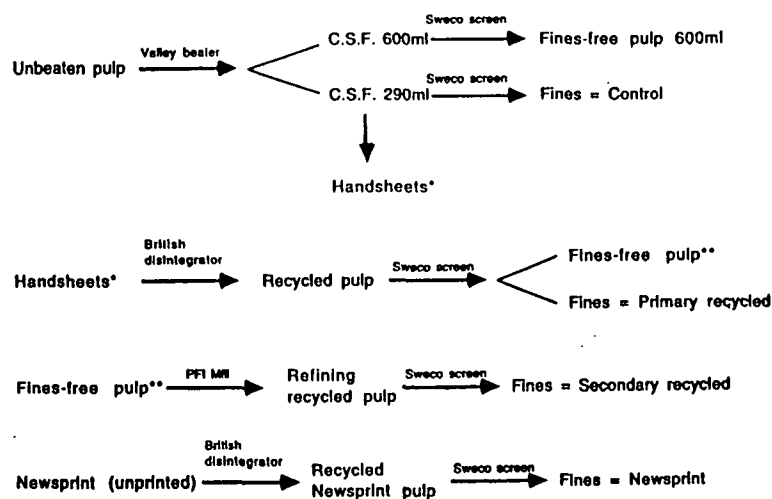 Sweco screen
C.S.F. 600ml Fines-free pulp 600ml
Valley beater
Unbeaten pulp
Sweco screen
C.S.F. 290ml Fines = Control
Handsheets*
British
disintegrator
Fines-free pulp**
Sweco screen
Handsheets* Recycled pulp
Fines = Primary recycled
PFI Mill
Sweco screen
Fines-free pulp** Refining
recycled pulp
Fines = Secondary recycled
British
disintegrator
Sweco screen
Newsprint (unprinted) Recycled
Newsprint pulp
Fines = Newsprint